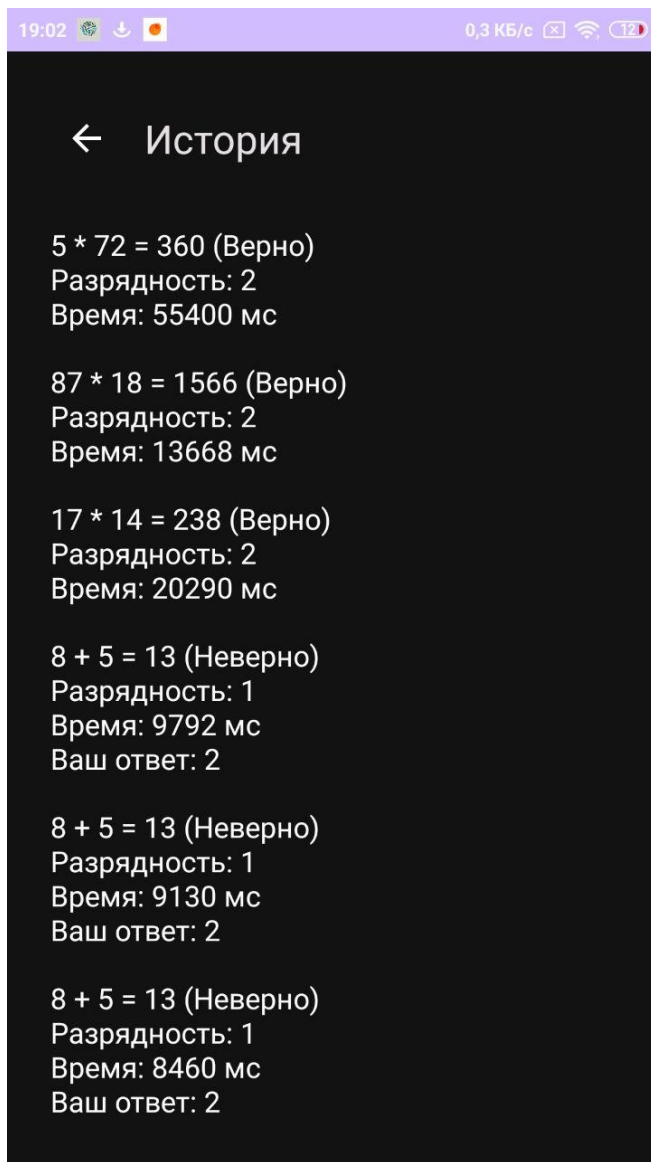 19:02
0,3 КБ/с
12
История
5 * 72 = 360 (Верно)
Разрядность: 2
Время: 55400 мс
87 * 18 = 1566 (Верно)
Разрядность: 2
Время: 13668 мс
17 * 14 = 238 (Верно)
Разрядность: 2
Время: 20290 мс
8 + 5 = 13 (Неверно)
Разрядность: 1
Время: 9792 мс
Ваш ответ: 2
8 + 5 = 13 (Неверно)
Разрядность: 1
Время: 9130 мс
Ваш ответ: 2
8 + 5 = 13 (Неверно)
Разрядность: 1
Время: 8460 мс
Ваш ответ: 2